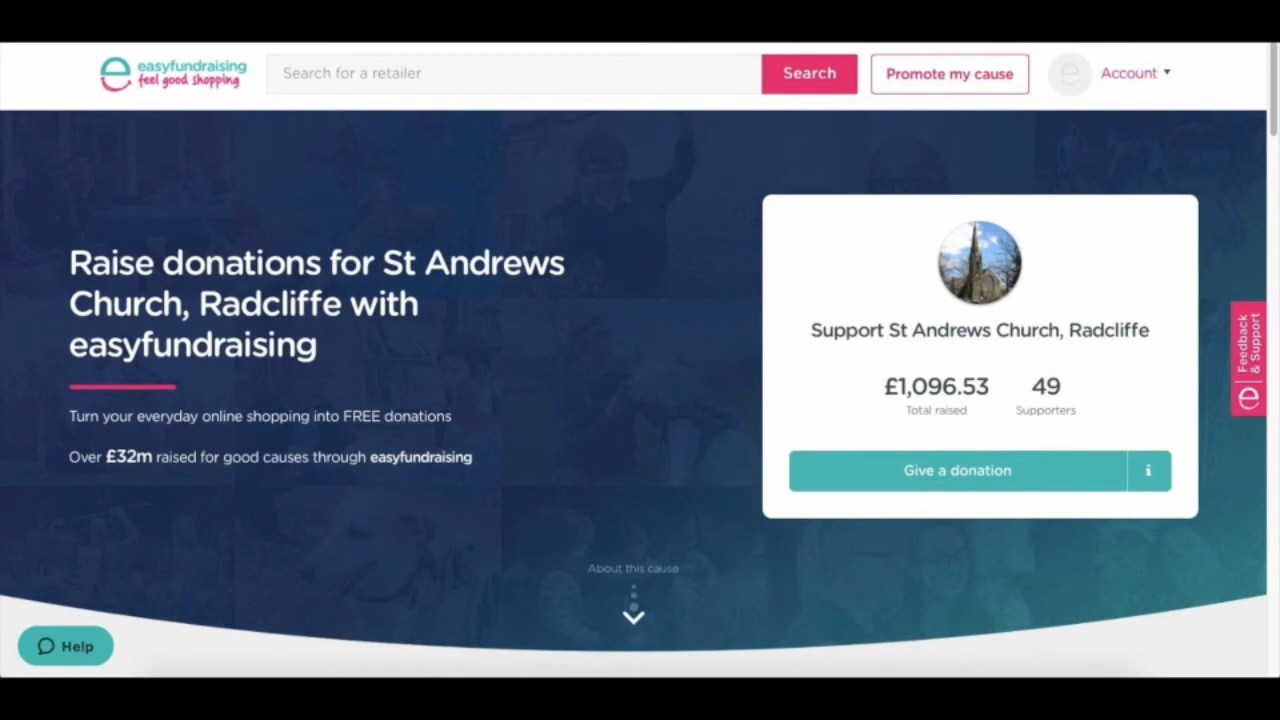 easyfundraising
feel good shopping
Search for a retailer
Search
Promote my cause
Account
Raise donations for St Andrews
Church, Radcliffe with
easyfundraising
Turn your everyday online shopping into FREE donations
Over £32m raised for good causes through easyfundraising
Support St Andrews Church, Radcliffe
£1,096.53
49
Total raised
Supporters
Give a donation
i
Feedback
& Support
About this cause
Help